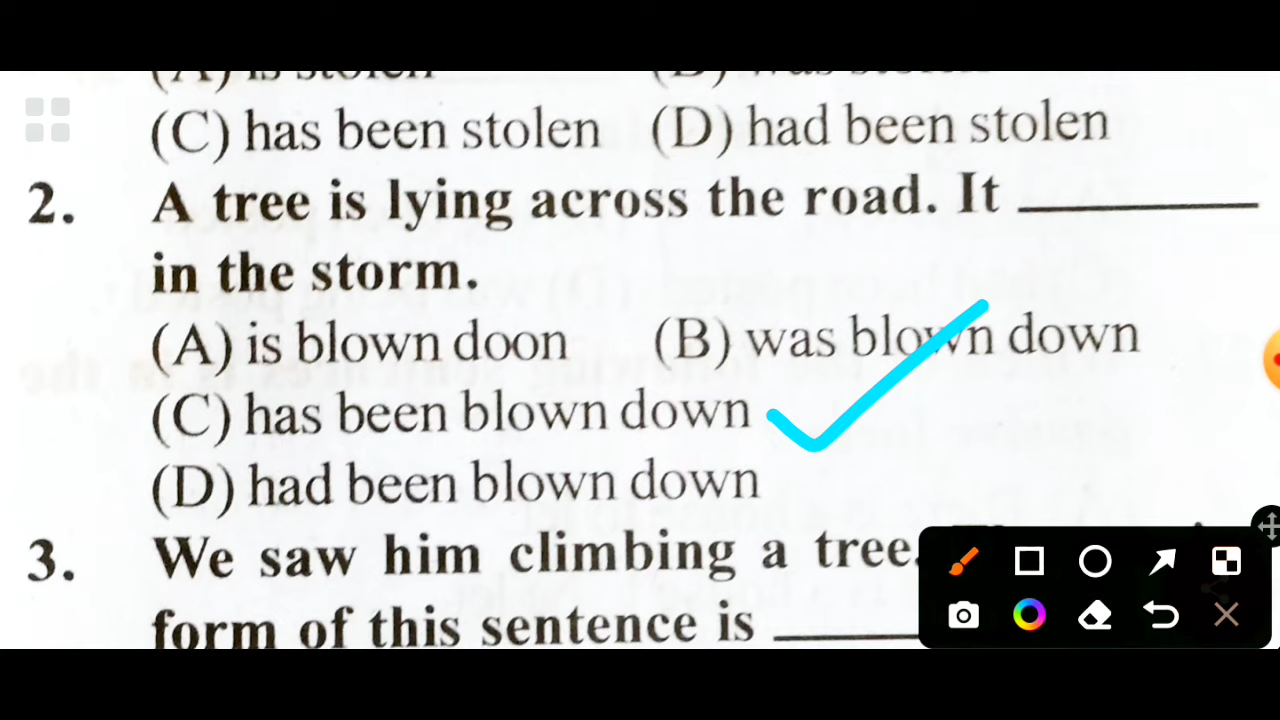 (C) has been stolen (D) had been stolen
2. A tree is lying across the road. It __________
in the storm.
(A) is blown doon (B) was blown down
(C) has been blown down
(D) had been blown down
3. We saw him climbing a tree.
form of this sentence is ________